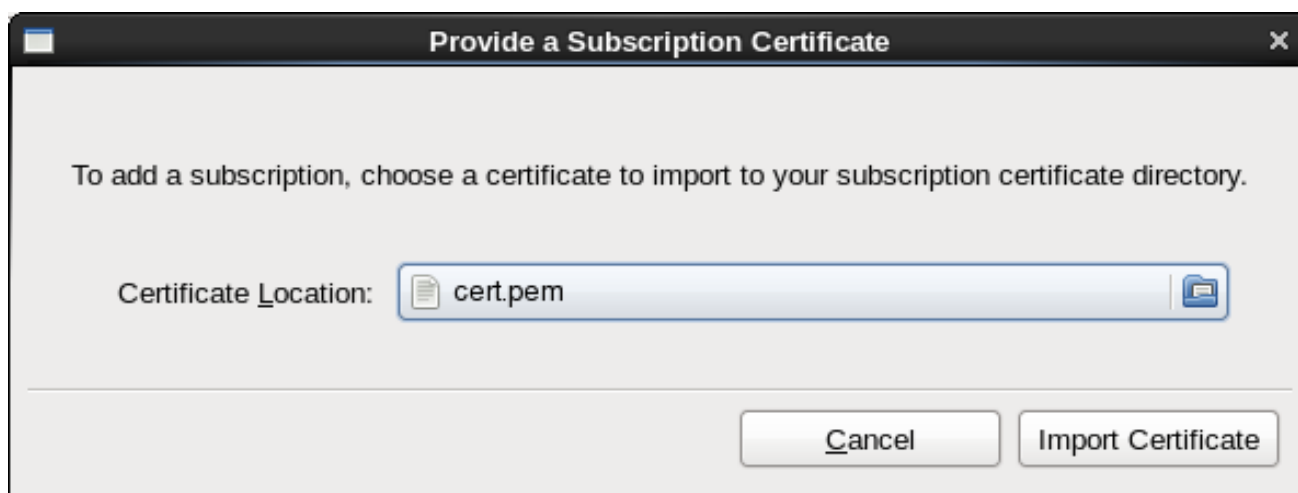 Provide a Subscription Certificate
To add a subscription, choose a certificate to import to your subscription certificate directory.
Certificate Location: cert.pem
Cancel Import Certificate